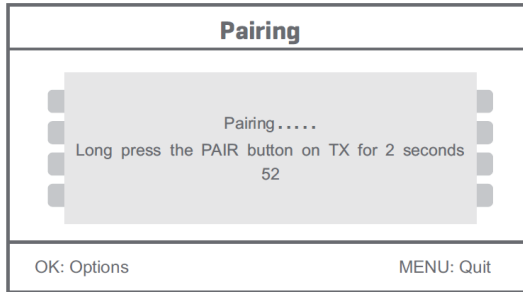 Pairing
Pairing.....
Long press the PAIR button on TX for 2 seconds
52
OK: Options
MENU: Quit